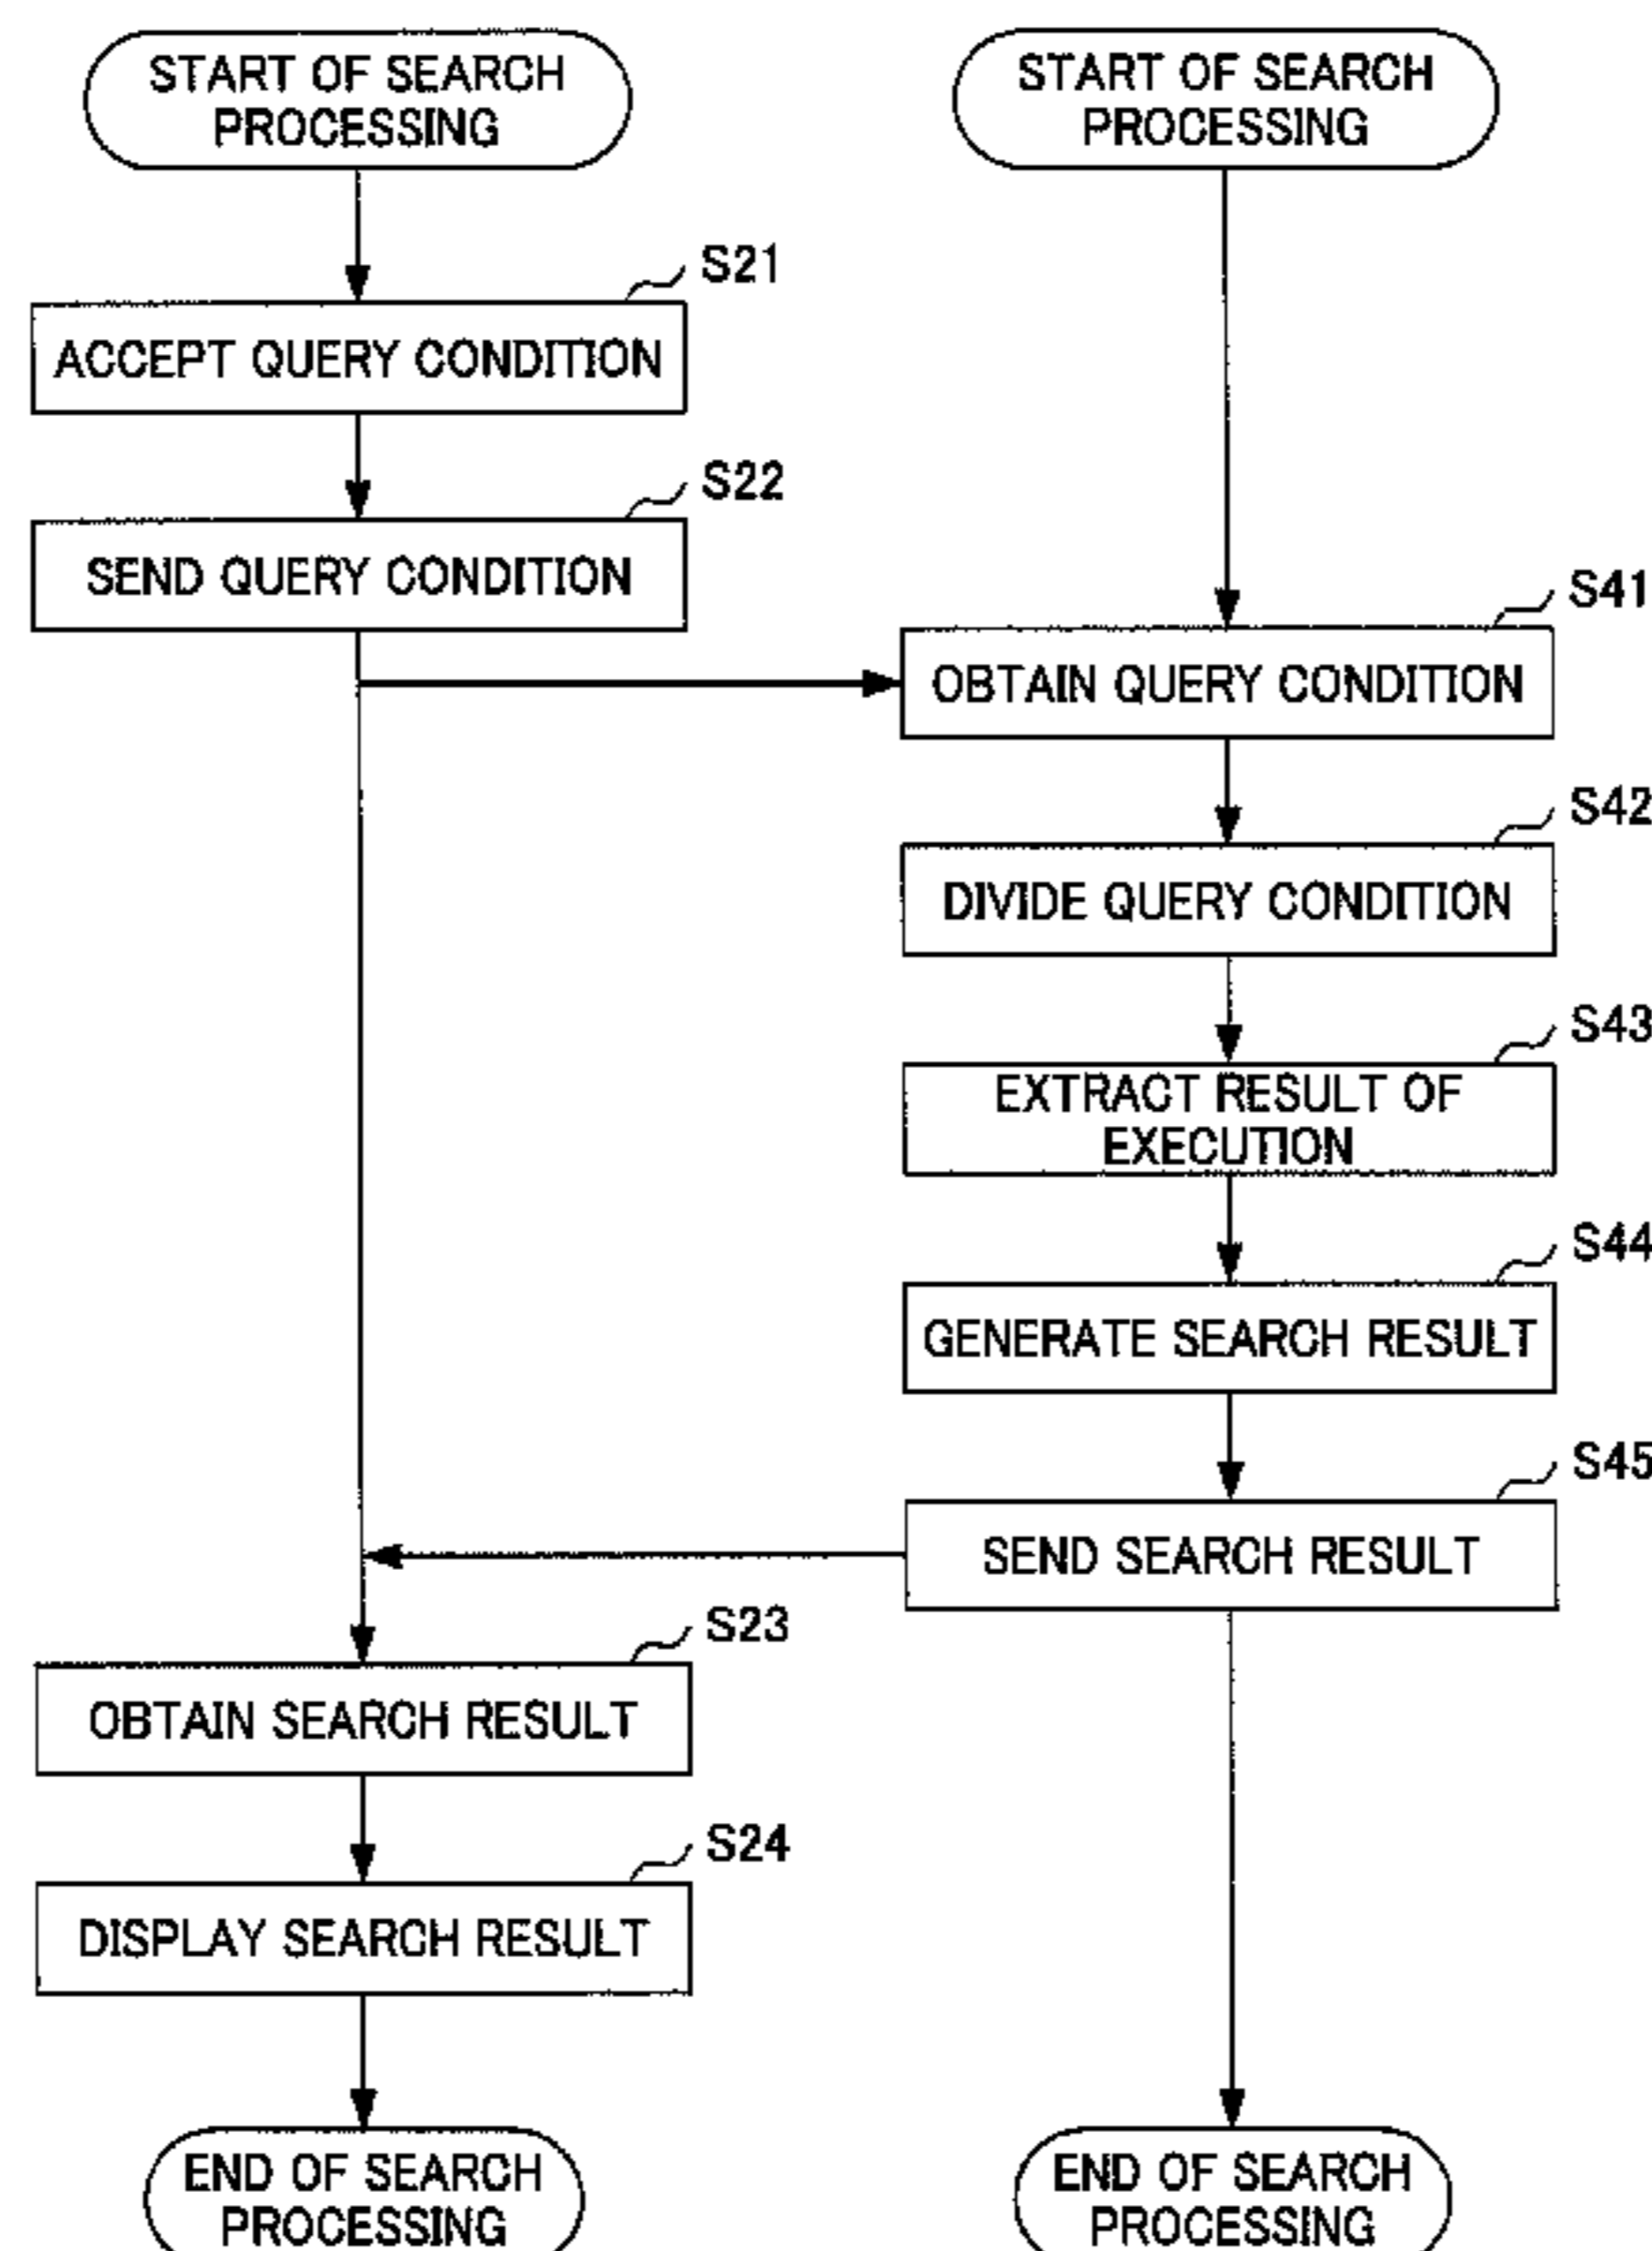 START OF SEARCH
PROCESSING
S21
ACCEPT QUERY CONDITION
S22
SEND QUERY CONDITION
S23
OBTAIN SEARCH RESULT
S24
DISPLAY SEARCH RESULT
END OF SEARCH
PROCESSING
START OF SEARCH
PROCESSING
S41
OBTAIN QUERY CONDITION
S42
DIVIDE QUERY CONDITION
S43
EXTRACT RESULT OF
EXECUTION
S44
GENERATE SEARCH RESULT
S45
SEND SEARCH RESULT
END OF SEARCH
PROCESSING